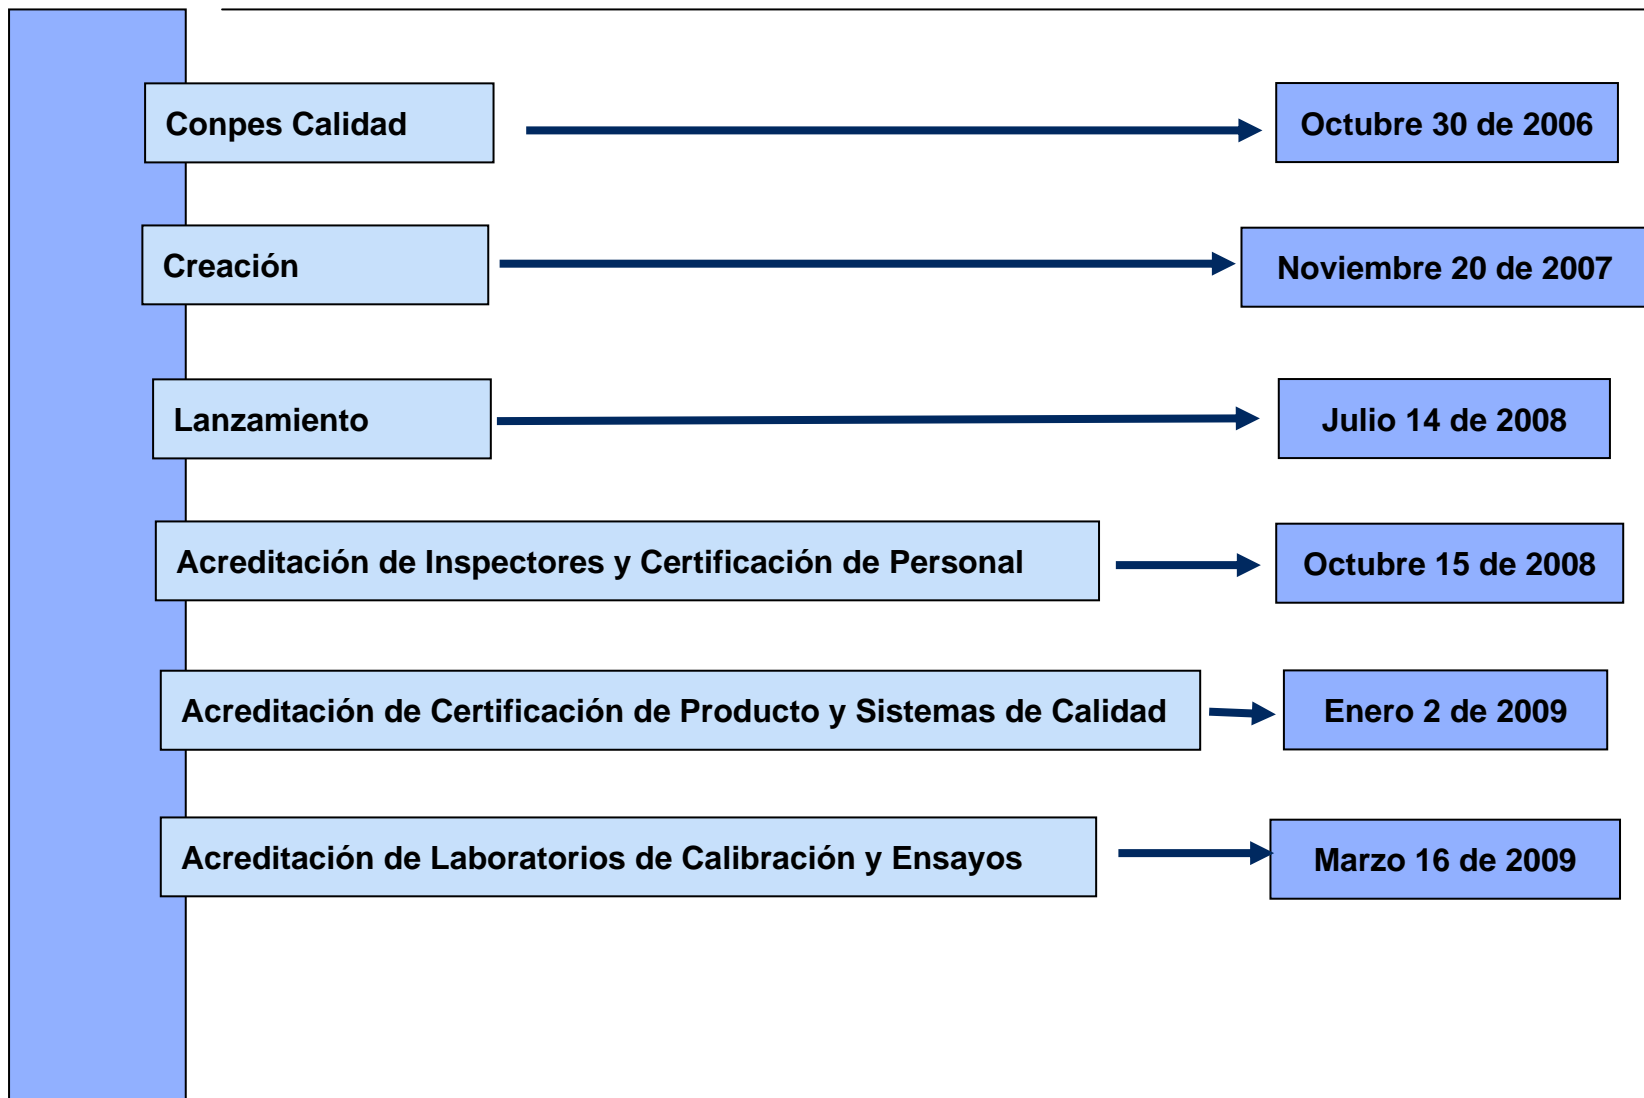 Conpes Calidad
Octubre 30 de 2006
Creación
Noviembre 20 de 2007
Lanzamiento
Julio 14 de 2008
Acreditación de Inspectores y Certificación de Personal
Octubre 15 de 2008
Acreditación de Certificación de Producto y Sistemas de Calidad
Enero 2 de 2009
Acreditación de Laboratorios de Calibración y Ensayos
Marzo 16 de 2009